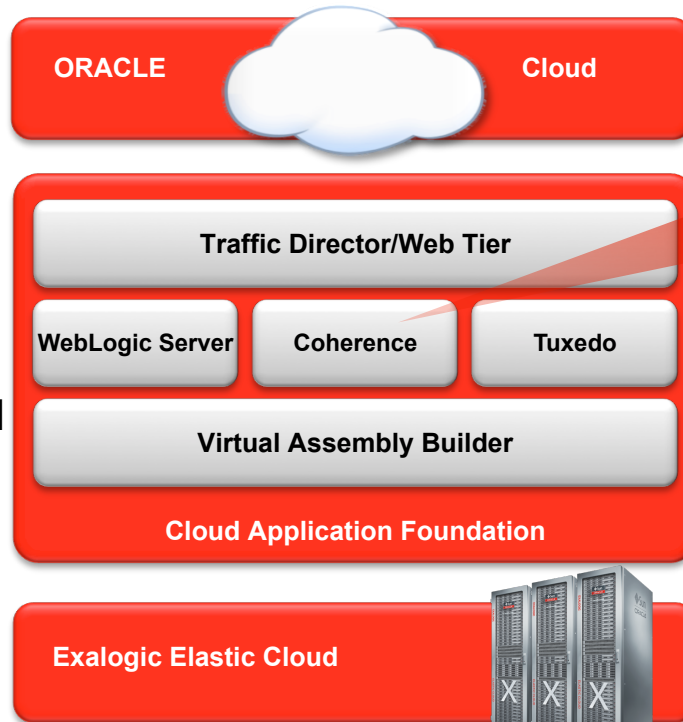 ORACLE Cloud
Traffic Director/Web Tier
WebLogic Server Coherence Tuxedo
Virtual Assembly Builder
Cloud Application Foundation
Exalogic Elastic Cloud
X X X